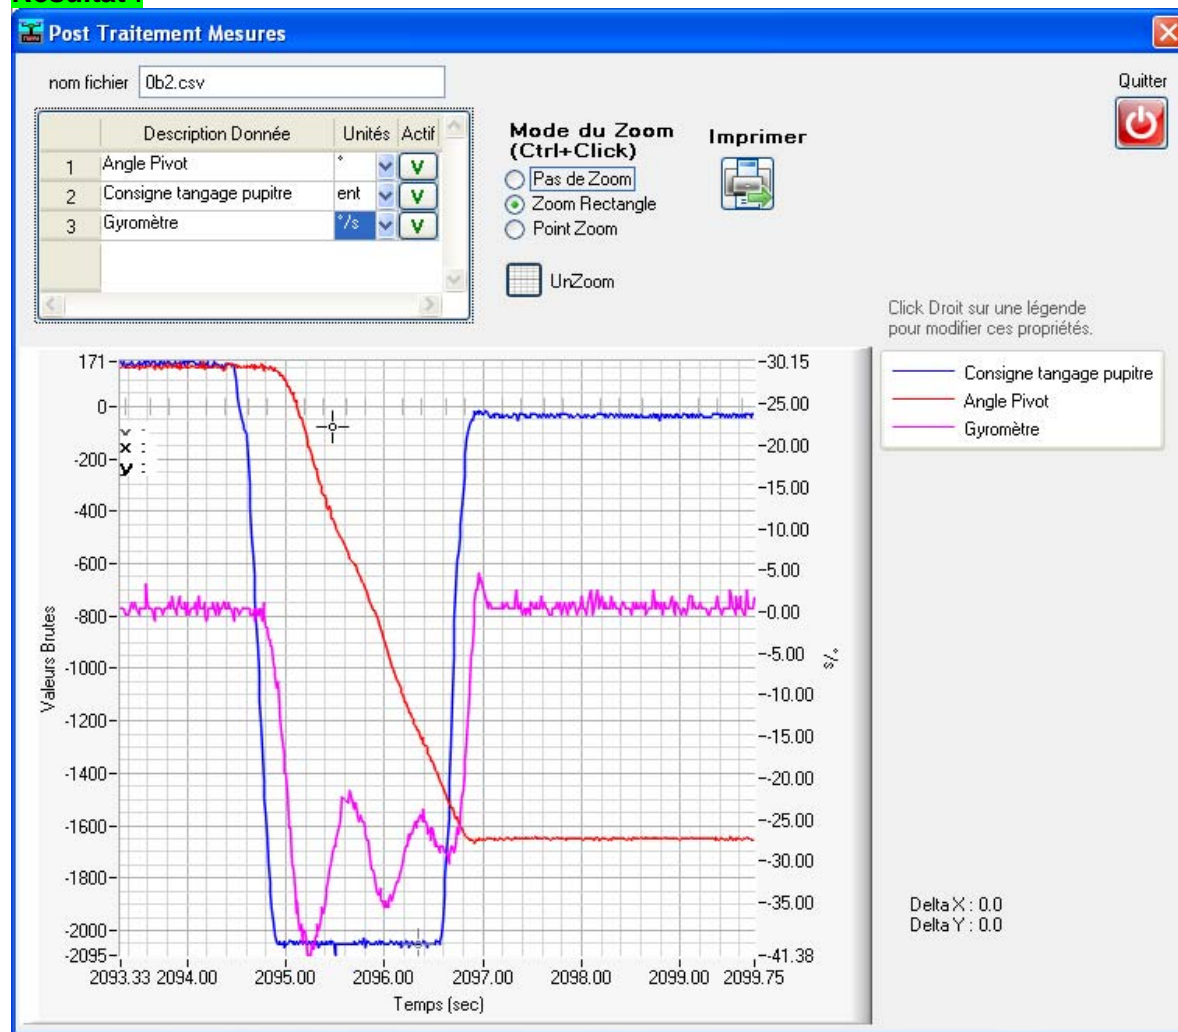 Résultat :
Post Traitement Mesures
nom fichier 0b2.csv
Quitter
Description Donnée Unités Actif
1 Angle Pivot ° V
2 Consigne tangage pupitre ent V
3 Gyromètre °/s V
Mode du Zoom
(Ctrl+Click)
Pas de Zoom
Zoom Rectangle
Point Zoom
UnZoom
Imprimer
Click Droit sur une légende
pour modifier ces propriétés.
Consigne tangage pupitre
Angle Pivot
Gyromètre
171
0
-200
-400
-600
-800
-1000
-1200
-1400
-1600
-1800
-2000
-2095
Valeurs Brutes
x :
y :
30.15
25.00
20.00
15.00
10.00
5.00
0.00
-5.00
-10.00
-15.00
-20.00
-25.00
-30.00
-35.00
-41.38
°/s
2093.33 2094.00 2095.00 2096.00 2097.00 2098.00 2099.00 2099.75
Temps (sec)
Delta X : 0.0
Delta Y : 0.0